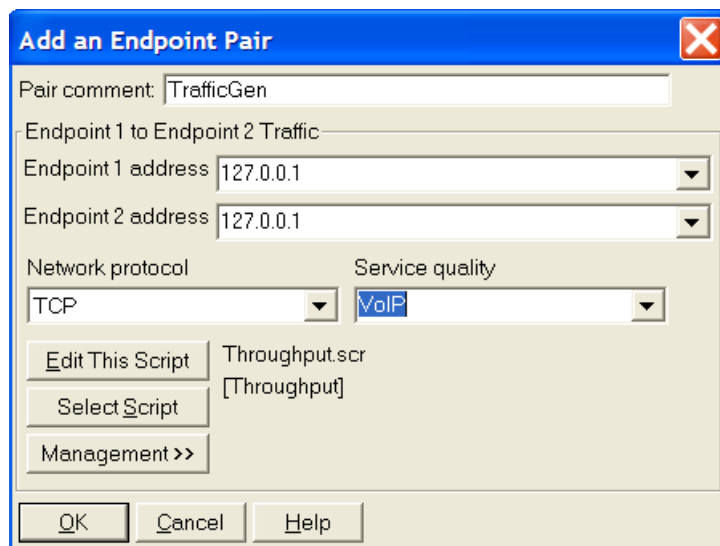 Add an Endpoint Pair
Pair comment: TrafficGen
Endpoint 1 to Endpoint 2 Traffic
Endpoint 1 address 127.0.0.1
Endpoint 2 address 127.0.0.1
Network protocol Service quality
TCP VoIP
Edit This Script Throughput.scr
[Throughput]
Select Script
Management >>
OK Cancel Help